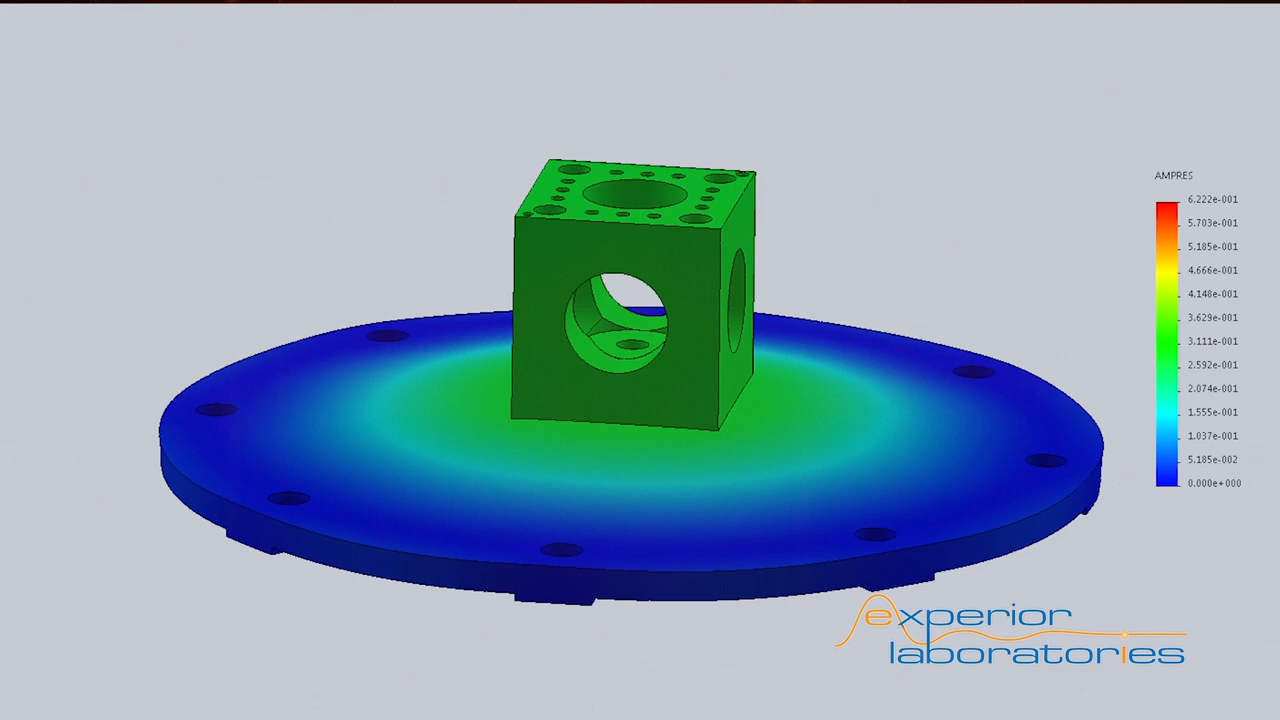 AMPRES
6.222e-001
5.703e-001
5.185e-001
4.666e-001
4.148e-001
3.629e-001
3.111e-001
2.592e-001
2.074e-001
1.555e-001
1.037e-001
5.185e-002
0.000e+000
experior
laboratories